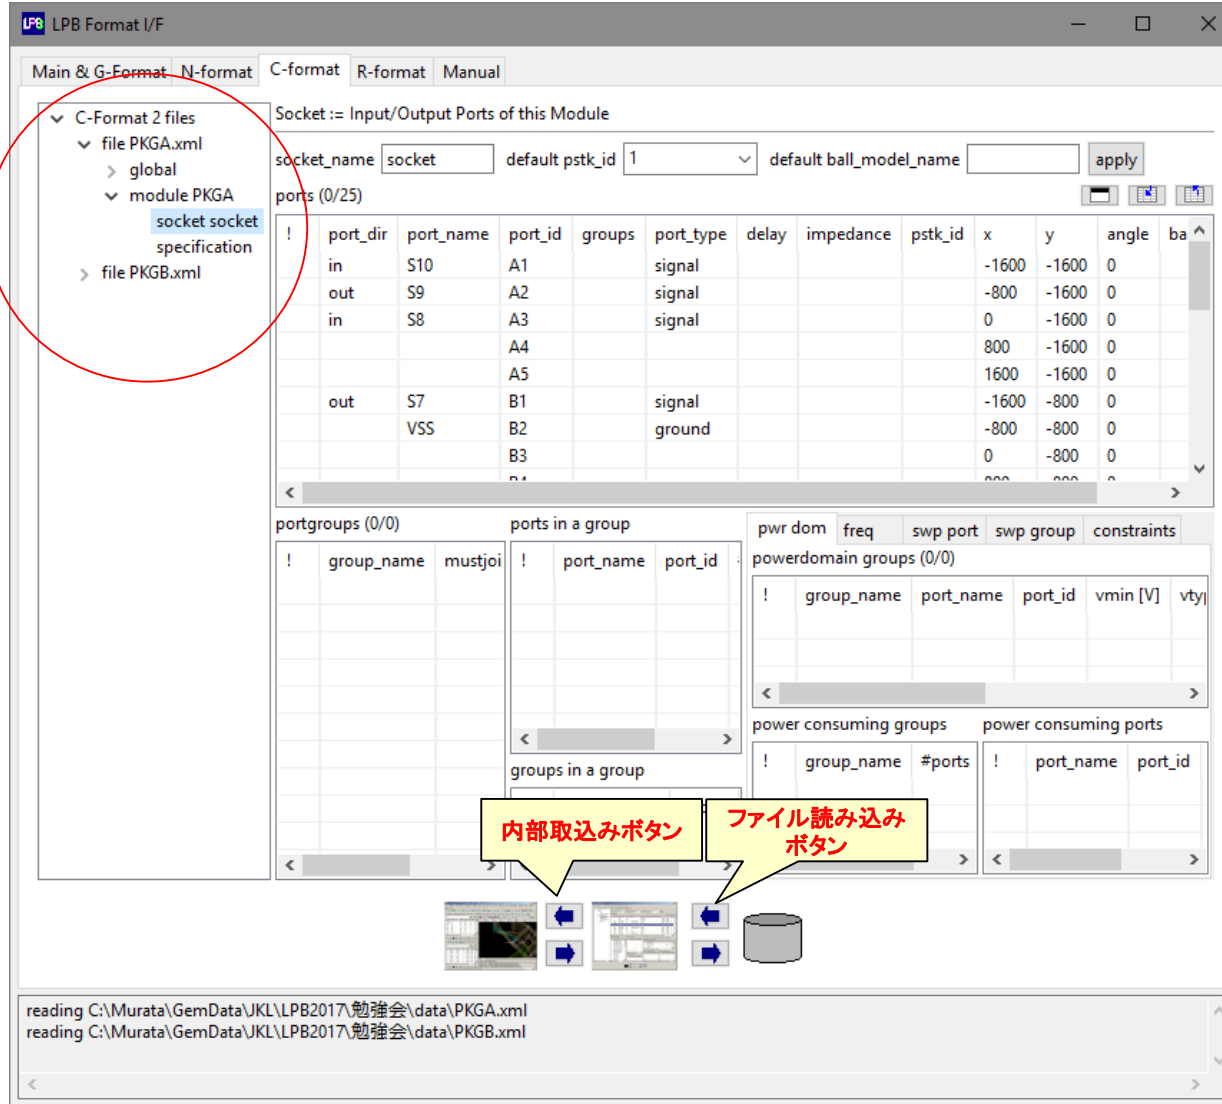 LPB LPB Format I/F
Main & G-Format N-format C-format R-format Manual
C-Format 2 files
file PKGA.xml
global
module PKGA
socket socket
specification
file PKGB.xml
Socket := Input/Output Ports of this Module
socket_name socket default pstk_id 1 default ball_model_name apply
ports (0/25)
! port_dir port_name port_id groups port_type delay impedance pstk_id x y angle ba
in S10 A1 signal -1600 -1600 0
out S9 A2 signal -800 -1600 0
in S8 A3 signal 0 -1600 0
A4 800 -1600 0
A5 1600 -1600 0
out S7 B1 signal -1600 -800 0
VSS B2 ground -800 -800 0
B3 0 -800 0
portgroups (0/0)
! group_name mustjoi
ports in a group
! port_name port_id
groups in a group
pwr dom freq swp port swp group constraints
powerdomain groups (0/0)
! group_name port_name port_id vmin [V] vty
power consuming groups
! group_name #ports
power consuming ports
! port_name port_id
内部取込みボタン
ファイル読み込み
ボタン
reading C:\Murata\GemData\JKL\LPB2017\勉強会\data\PKGA.xml
reading C:\Murata\GemData\JKL\LPB2017\勉強会\data\PKGB.xml